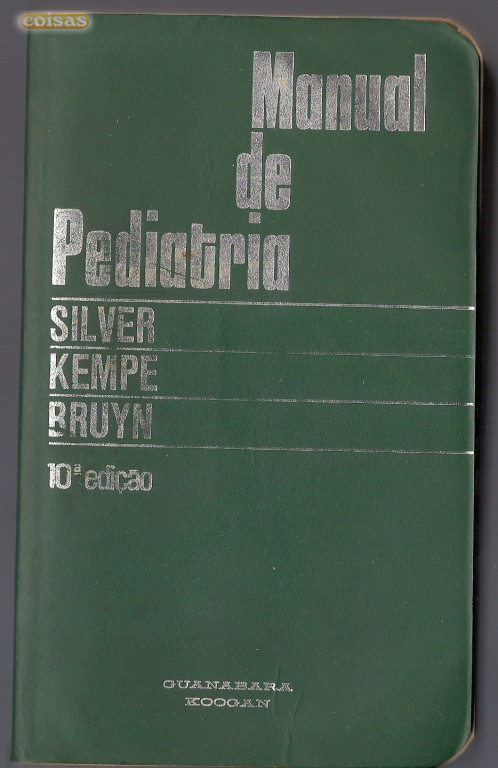 coisas
Manual
de
Pediatria
SILVER
KEMPE
BRUYN
10ª edição
GUANABARA
KOOGAN